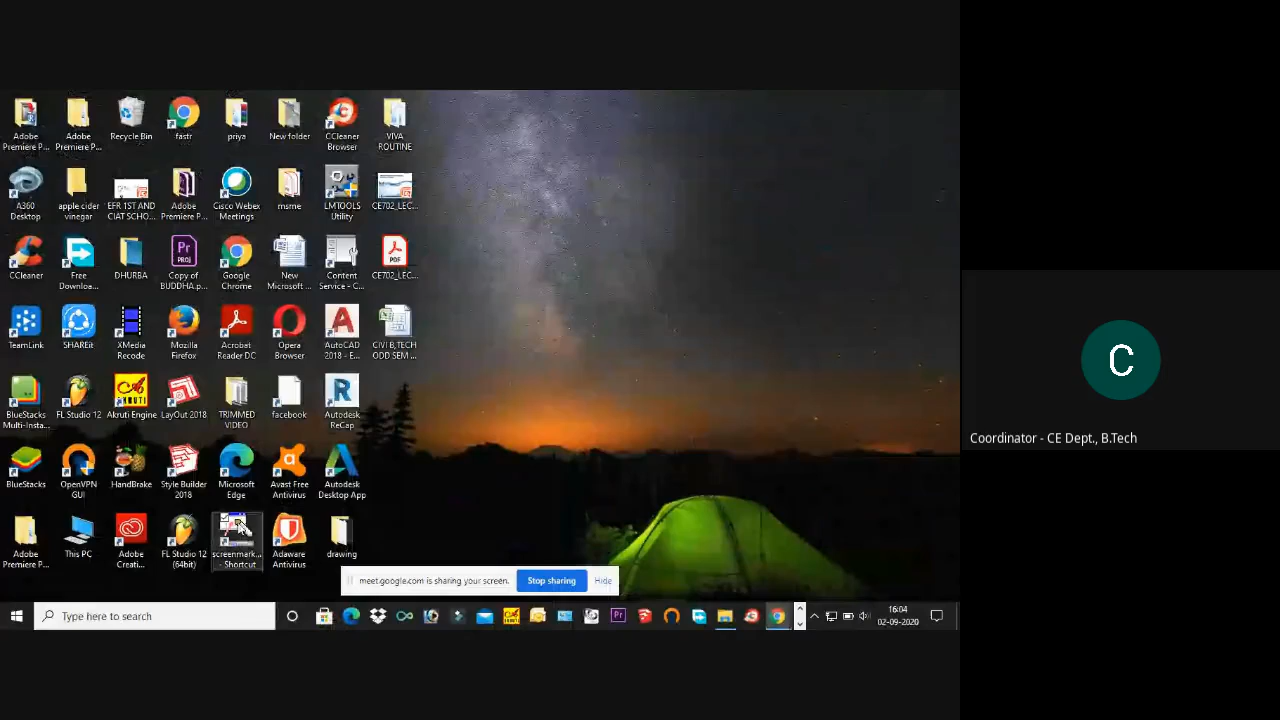 Adobe
Premiere P...
Adobe
Premiere P...
Recycle Bin
fastr
priya
New folder
CCleaner
Browser
VIVA
ROUTINE
A360
Desktop
apple cider
vinegar
EFR 1ST AND
CIAT SCHO...
Adobe
Premiere P...
Cisco Webex
Meetings
msme
LMTOOLS
Utility
CE702_LEC...
CCleaner
Free
Downloa...
DHURBA
Pr
PROJ
Copy of
BUDDHA.p...
Google
Chrome
New
Microsoft ...
Content
Service - C...
PDF
CE702_LEC...
TeamLink
SHAREit
XMedia
Recode
Mozilla
Firefox
Acrobat
Reader DC
Opera
Browser
AutoCAD
2018 - E...
CIVI B,TECH
ODD SEM ...
BlueStacks
Multi-Insta...
FL Studio 12
Akruti Engine
LayOut 2018
TRIMMED
VIDEO
facebook
Autodesk
ReCap
BlueStacks
OpenVPN
GUI
HandBrake
Style Builder
2018
Microsoft
Edge
Avast Free
Antivirus
Autodesk
Desktop App
Adobe
Premiere P...
This PC
Adobe
Creati...
FL Studio 12
(64bit)
screenmark...
- Shortcut
Adaware
Antivirus
drawing
meet.google.com is sharing your screen.
Stop sharing
Hide
Type here to search
Pr
16:04
02-09-2020
C
Coordinator - CE Dept., B.Tech